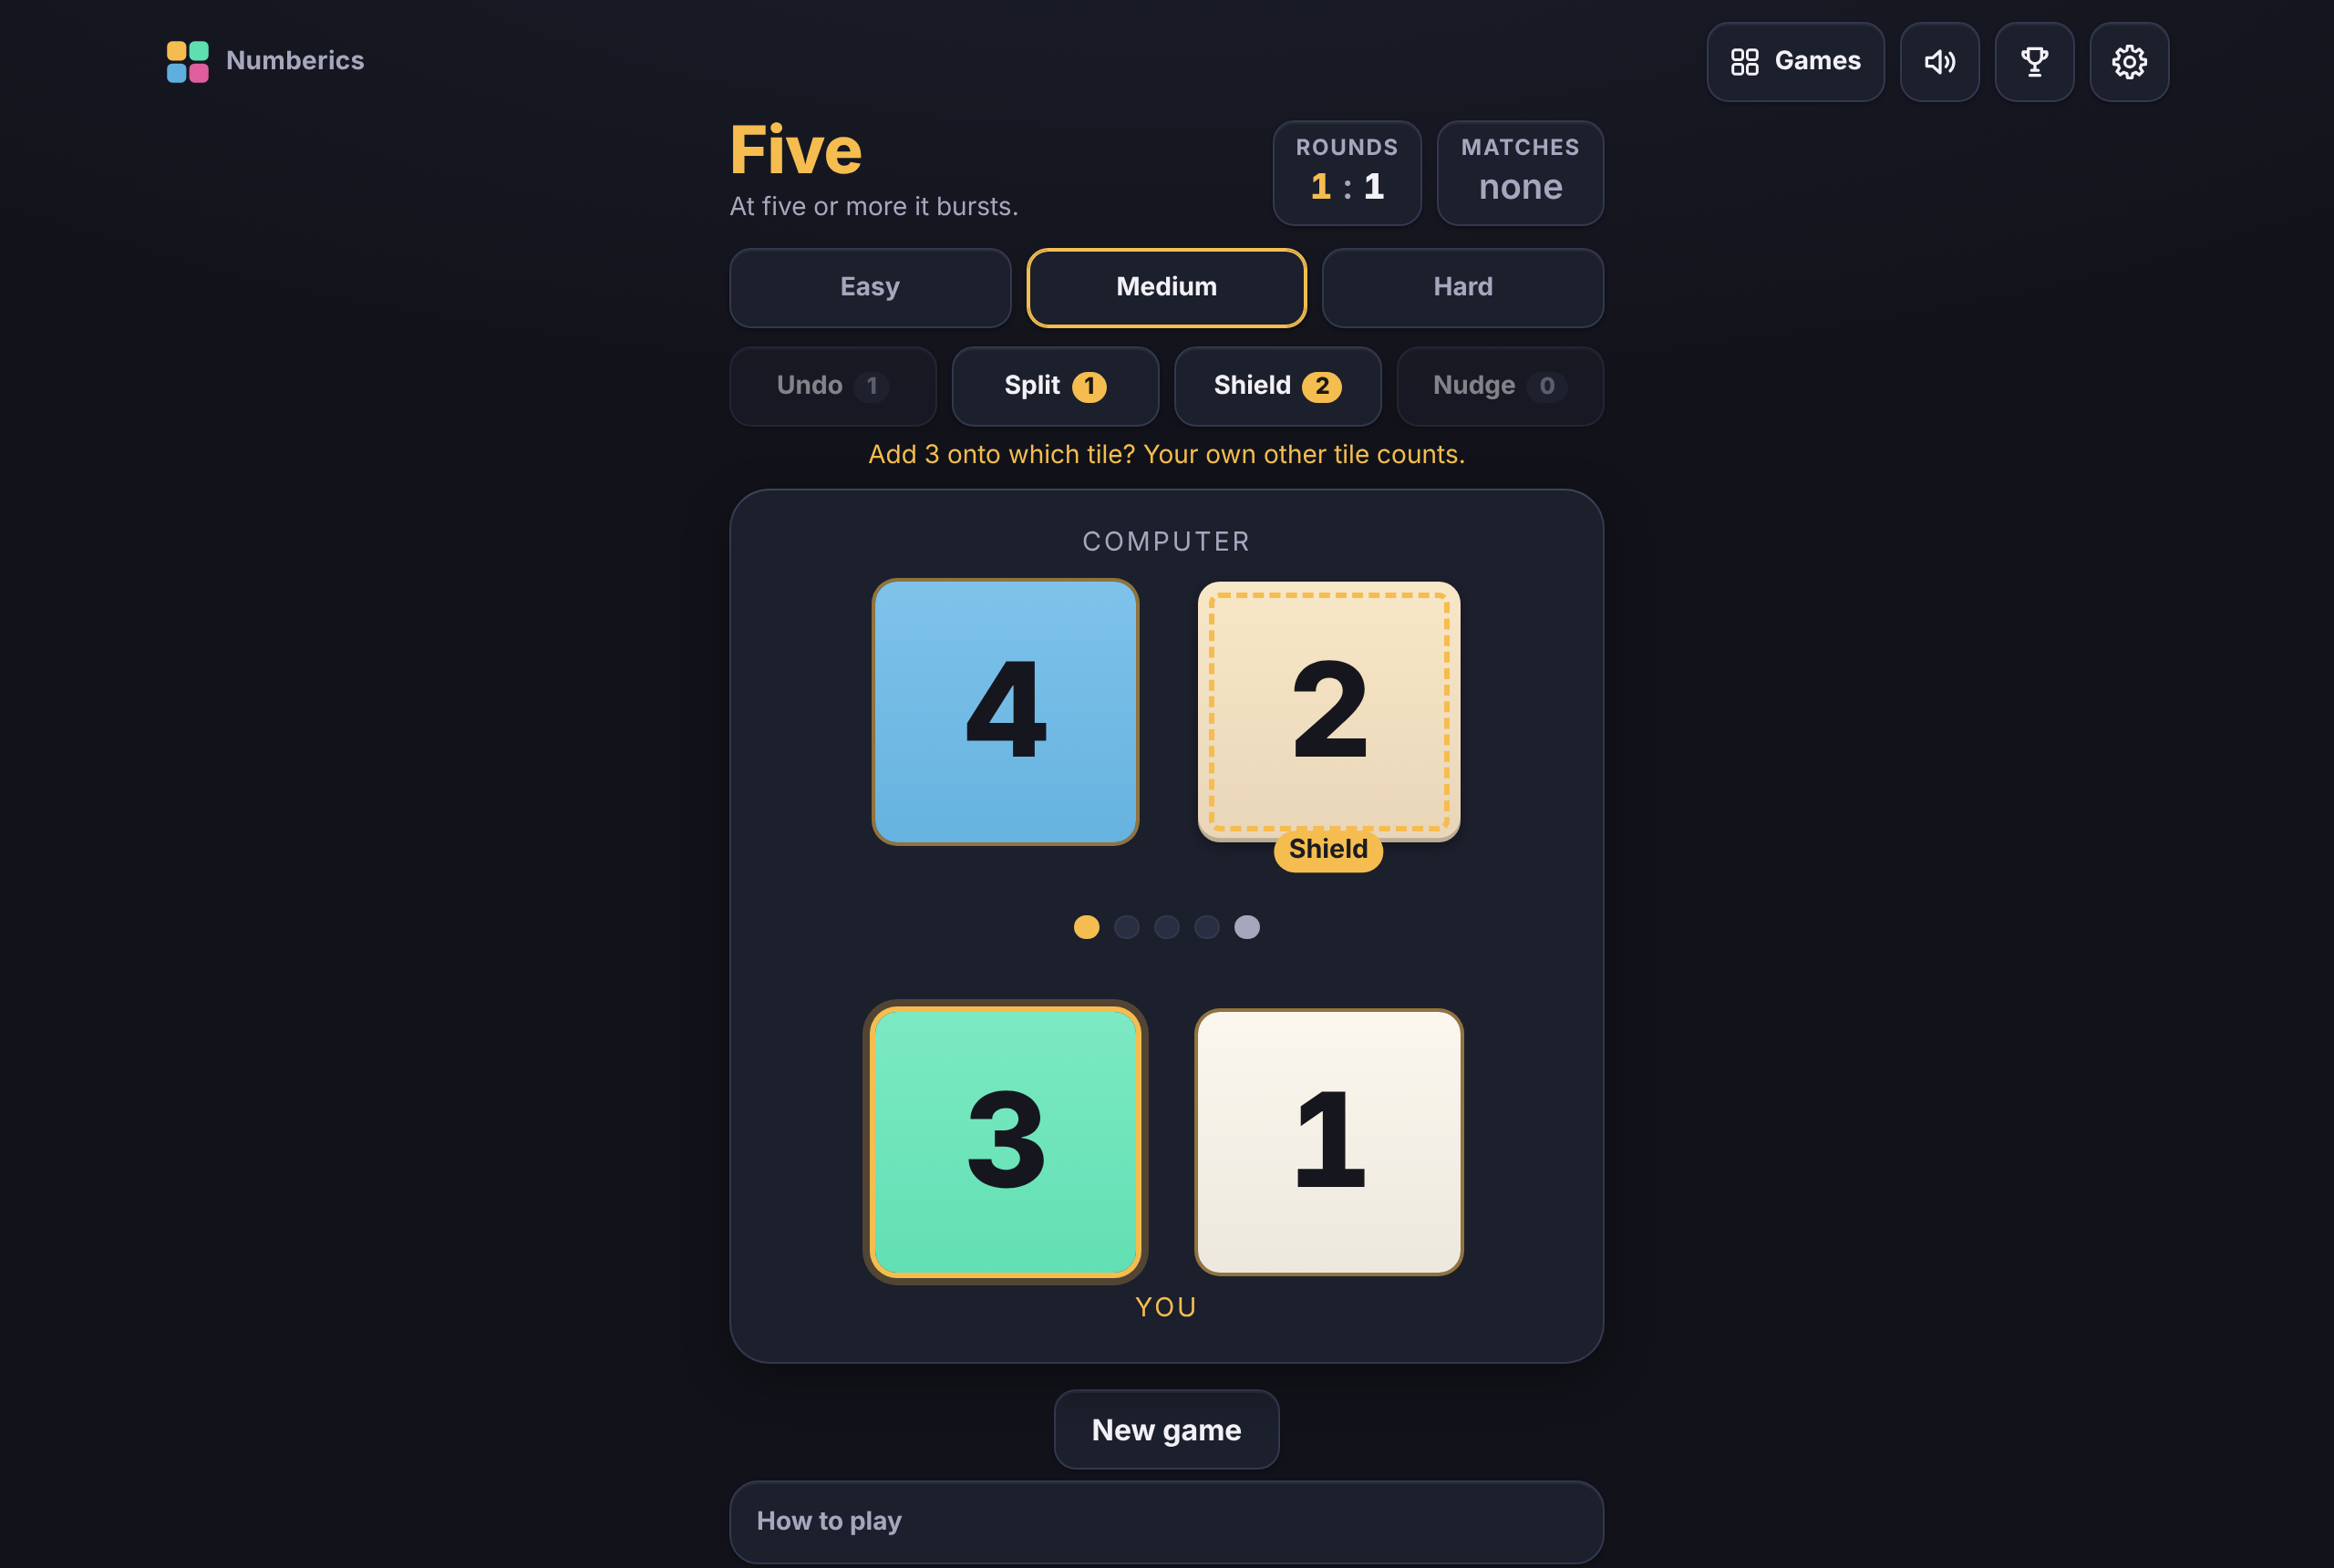 Numberics
Games
Five
At five or more it bursts.
ROUNDS
1 : 1
MATCHES
none
Easy
Medium
Hard
Undo 1
Split 1
Shield 2
Nudge 0
Add 3 onto which tile? Your own other tile counts.
COMPUTER
4
2
Shield
3
1
YOU
New game
How to play